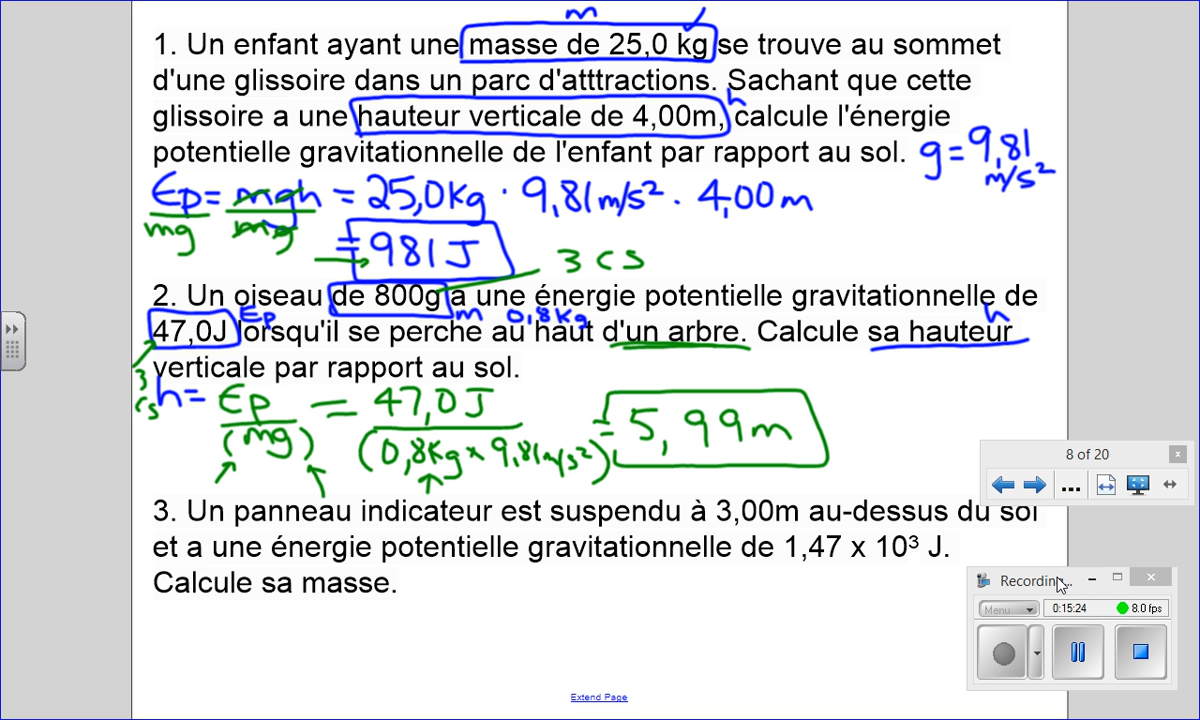 m
1. Un enfant ayant une masse de 25,0 kg se trouve au sommet
d'une glissoire dans un parc d'atttractions. Sachant que cette
h
glissoire a une hauteur verticale de 4,00m, calcule l'énergie
potentielle gravitationnelle de l'enfant par rapport au sol. g = 9,81 m/s²
Ep = mgh = 25,0kg · 9,81 m/s² · 4,00 m
mg mg
= 981 J
3 CS
2. Un oiseau de 800g a une énergie potentielle gravitationnelle de
Ep m 0,8kg h
47,0J lorsqu'il se perche au haut d'un arbre. Calcule sa hauteur
verticale par rapport au sol.
3 cs
h = Ep = 47,0 J = 5,99m
(mg) (0,8kg x 9,81m/s²)
3. Un panneau indicateur est suspendu à 3,00m au-dessus du sol
et a une énergie potentielle gravitationnelle de 1,47 x 10³ J.
Calcule sa masse.
Extend Page
8 of 20
x
...
Recording...
Menu
0:15:24
8.0 fps